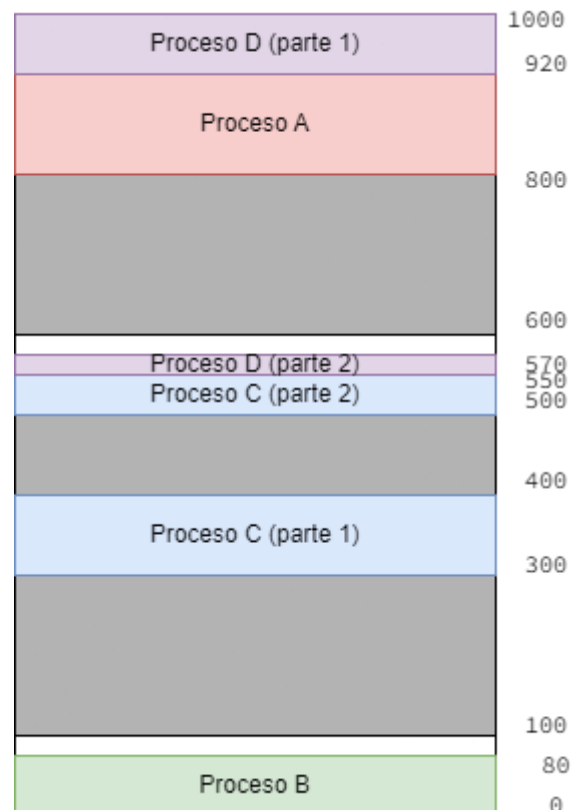 Proceso D (parte 1)
1000
920
Proceso A
800
600
Proceso D (parte 2)
570
550
Proceso C (parte 2)
500
400
Proceso C (parte 1)
300
100
80
Proceso B
0